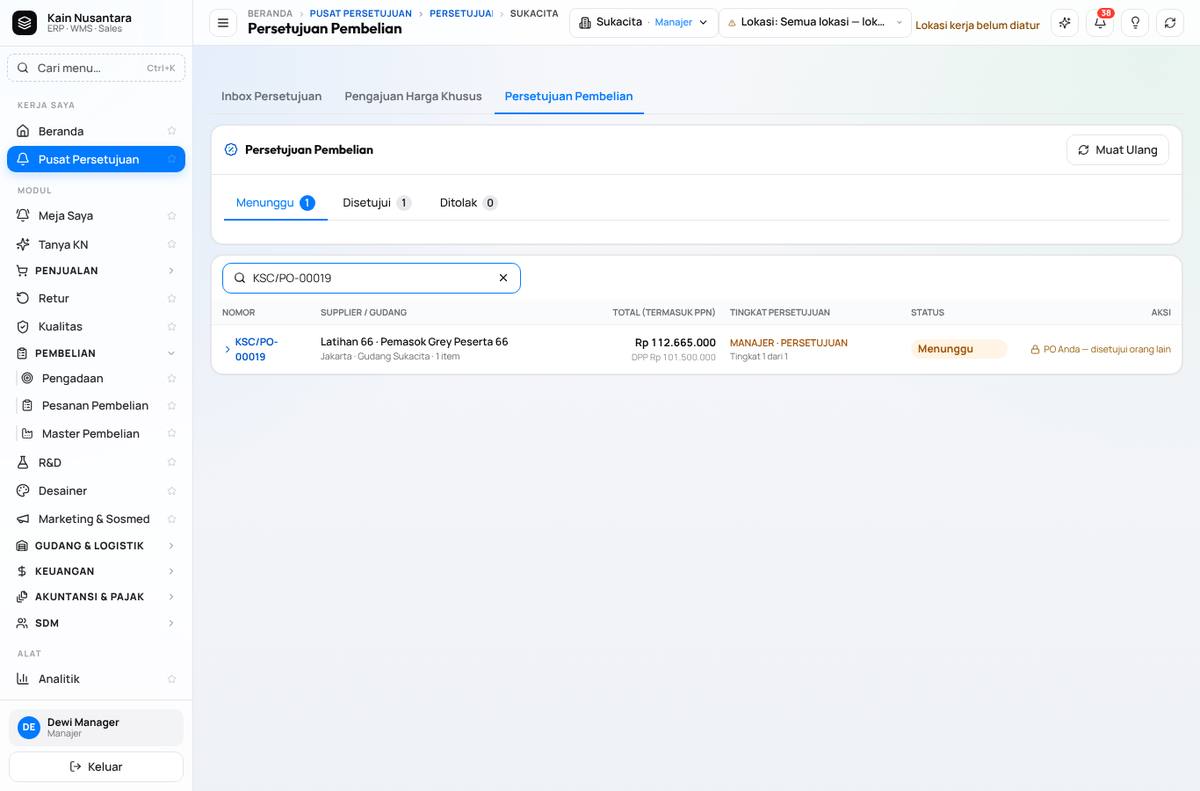 Kain Nusantara
ERP · WMS · Sales
Cari menu...
Ctrl+K
KERJA SAYA
Beranda
Pusat Persetujuan
MODUL
Meja Saya
Tanya KN
PENJUALAN
Retur
Kualitas
PEMBELIAN
Pengadaan
Pesanan Pembelian
Master Pembelian
R&D
Desainer
Marketing & Sosmed
GUDANG & LOGISTIK
KEUANGAN
AKUNTANSI & PAJAK
SDM
ALAT
Analitik
DE
Dewi Manager
Manajer
Keluar
BERANDA › PUSAT PERSETUJUAN › PERSETUJUAN › SUKACITA
Persetujuan Pembelian
Sukacita · Manajer
Lokasi: Semua lokasi — lok...
Lokasi kerja belum diatur
38
Inbox Persetujuan
Pengajuan Harga Khusus
Persetujuan Pembelian
Persetujuan Pembelian
Muat Ulang
Menunggu 1
Disetujui 1
Ditolak 0
KSC/PO-00019
NOMOR
SUPPLIER / GUDANG
TOTAL (TERMASUK PPN)
TINGKAT PERSETUJUAN
STATUS
AKSI
KSC/PO-
00019
Latihan 66 · Pemasok Grey Peserta 66
Jakarta · Gudang Sukacita · 1 item
Rp 112.665.000
DPP Rp 101.500.000
MANAJER · PERSETUJUAN
Tingkat 1 dari 1
Menunggu
PO Anda — disetujui orang lain